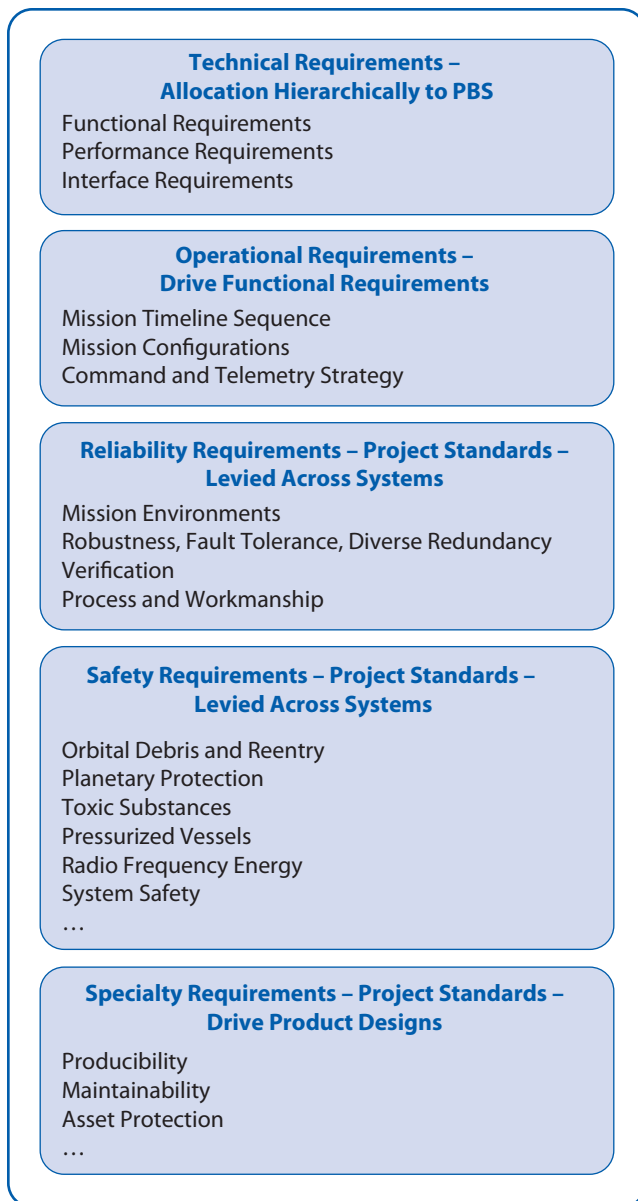 Technical Requirements –
Allocation Hierarchically to PBS
Functional Requirements
Performance Requirements
Interface Requirements
Operational Requirements –
Drive Functional Requirements
Mission Timeline Sequence
Mission Configurations
Command and Telemetry Strategy
Reliability Requirements – Project Standards –
Levied Across Systems
Mission Environments
Robustness, Fault Tolerance, Diverse Redundancy
Verification
Process and Workmanship
Safety Requirements – Project Standards –
Levied Across Systems
Orbital Debris and Reentry
Planetary Protection
Toxic Substances
Pressurized Vessels
Radio Frequency Energy
System Safety
…
Specialty Requirements – Project Standards –
Drive Product Designs
Producibility
Maintainability
Asset Protection
…